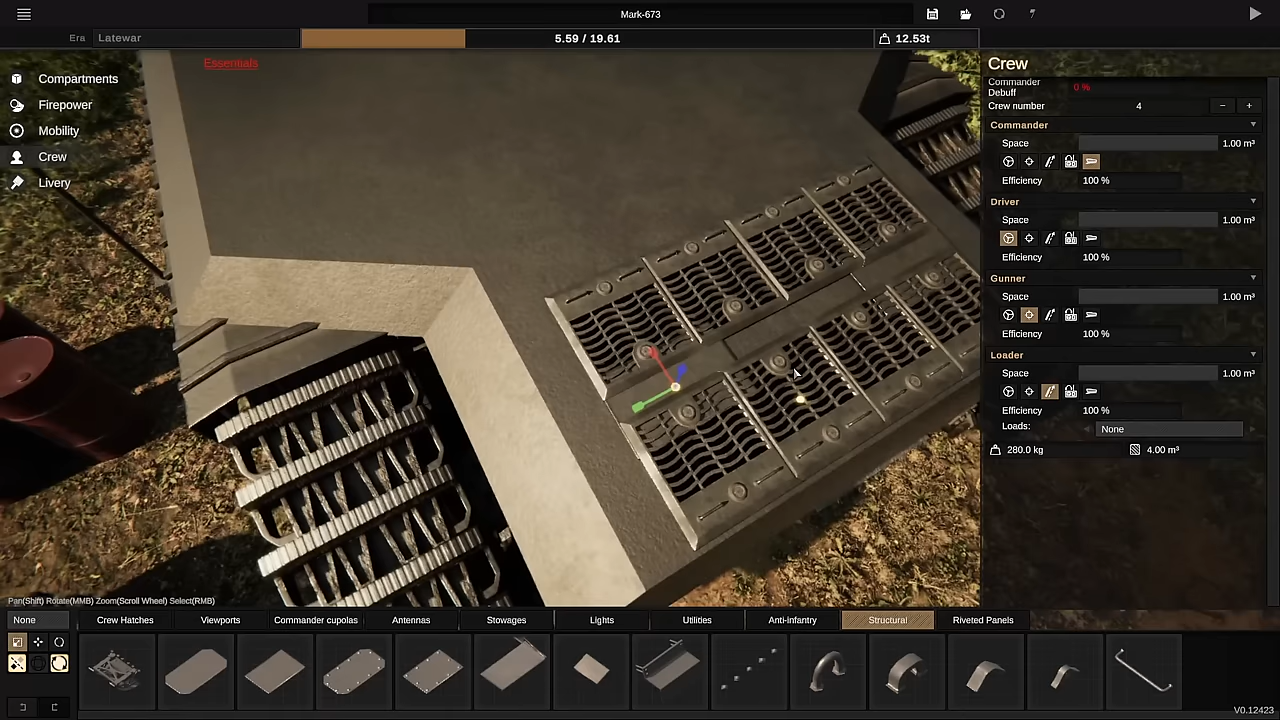 Mark-673
Era Latewar 5.59 / 19.61 12.53t
Essentials
Compartments
Firepower
Mobility
Crew
Livery
Crew
Commander Debuff 0 %
Crew number 4 − +
Commander
Space 1.00 m³
Efficiency 100 %
Driver
Space 1.00 m³
Efficiency 100 %
Gunner
Space 1.00 m³
Efficiency 100 %
Loader
Space 1.00 m³
Efficiency 100 %
Loads: None
280.0 kg 4.00 m³
Pan(Shift) Rotate(MMB) Zoom(Scroll Wheel) Select(RMB)
None Crew Hatches Viewports Commander cupolas Antennas Stowages Lights Utilities Anti-infantry Structural Riveted Panels
V0.12423